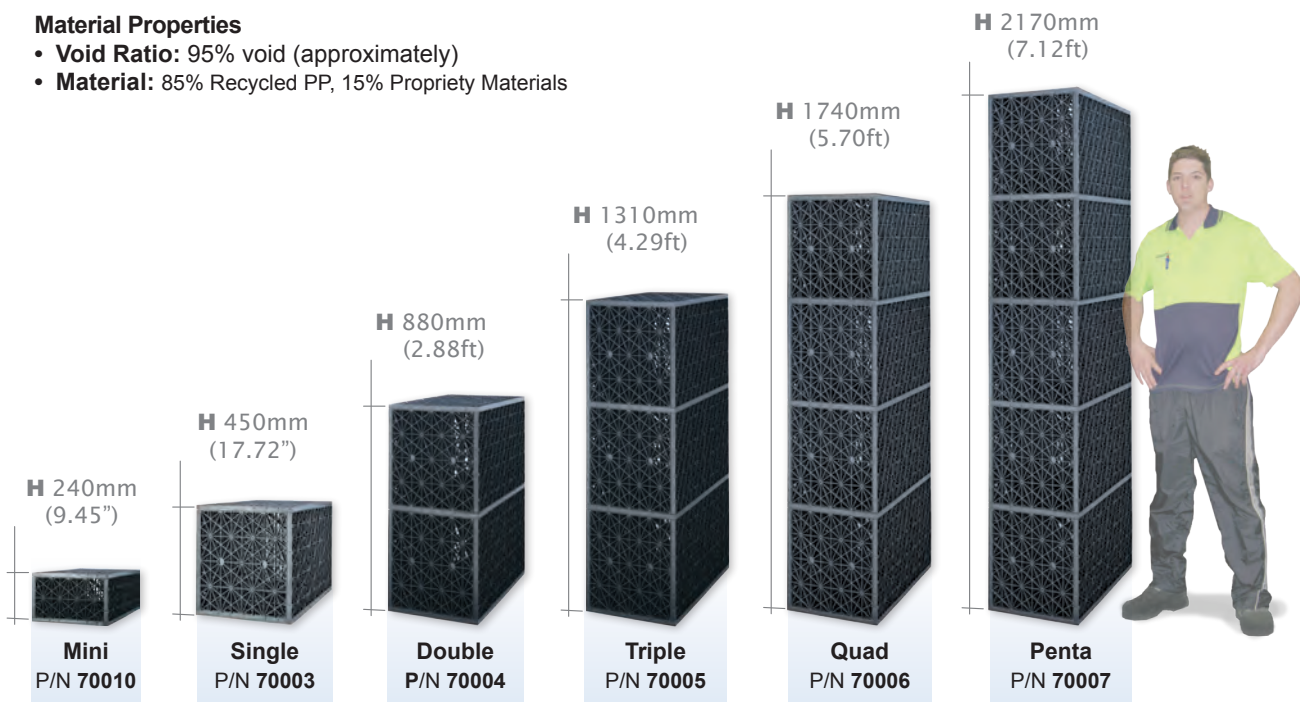 Material Properties
• Void Ratio: 95% void (approximately)
• Material: 85% Recycled PP, 15% Propriety Materials
H 240mm
(9.45”)
Mini
P/N 70010
H 450mm
(17.72”)
Single
P/N 70003
H 880mm
(2.88ft)
Double
P/N 70004
H 1310mm
(4.29ft)
Triple
P/N 70005
H 1740mm
(5.70ft)
Quad
P/N 70006
H 2170mm
(7.12ft)
Penta
P/N 70007